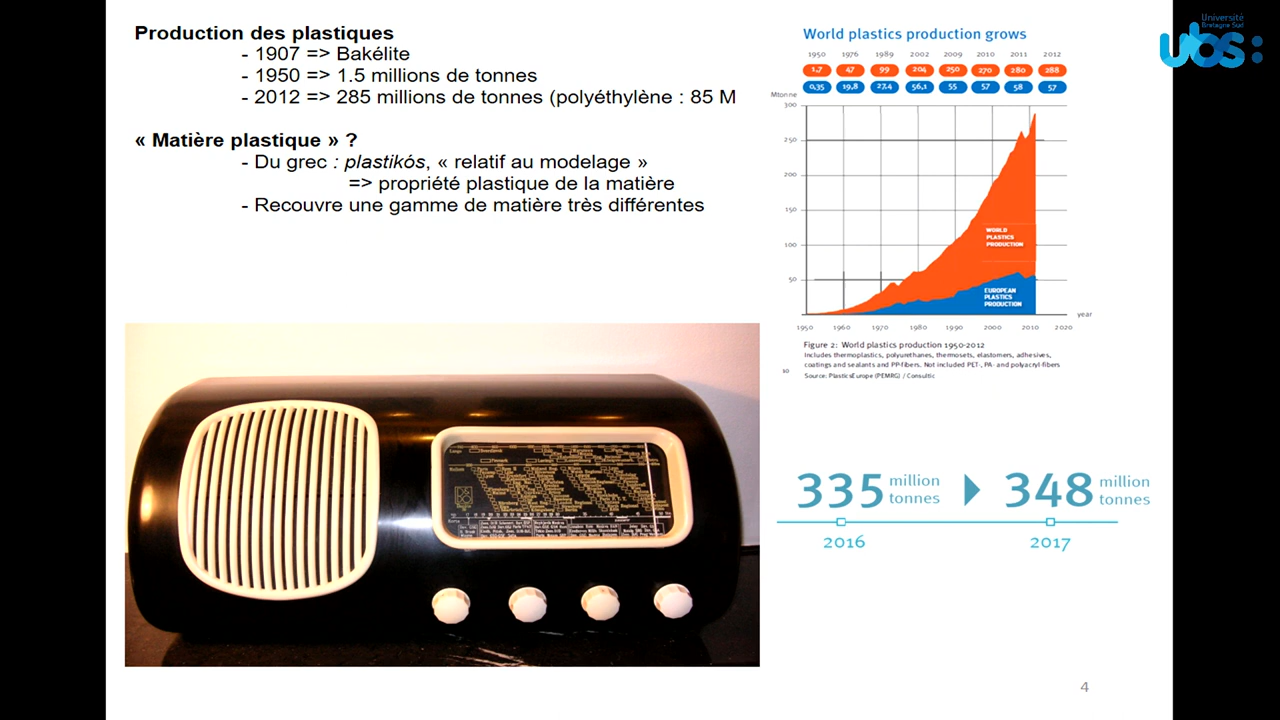 Production des plastiques
- 1907 => Bakélite
- 1950 => 1.5 millions de tonnes
- 2012 => 285 millions de tonnes (polyéthylène : 85 M
« Matière plastique » ?
- Du grec : plastikós, « relatif au modelage »
=> propriété plastique de la matière
- Recouvre une gamme de matière très différentes
World plastics production grows
1950 1976 1989 2002 2009 2010 2011 2012
1,7 47 99 204 250 270 280 288
0,35 19,8 27,4 56,1 55 57 58 57
Mtonne
300
250
200
150
100
50
WORLD
PLASTICS
PRODUCTION
EUROPEAN
PLASTICS
PRODUCTION
year
1950 1960 1970 1980 1990 2000 2010 2020
Figure 2: World plastics production 1950-2012
Includes thermoplastics, polyurethanes, thermosets, elastomers, adhesives,
coatings and sealants and PP-fibers. Not included PET-, PA- and polyacryl-fibers
Source: PlasticsEurope (PEMRG) / Consultic
335 million tonnes
348 million tonnes
2016
2017
4
Université
Bretagne Sud
ubs: